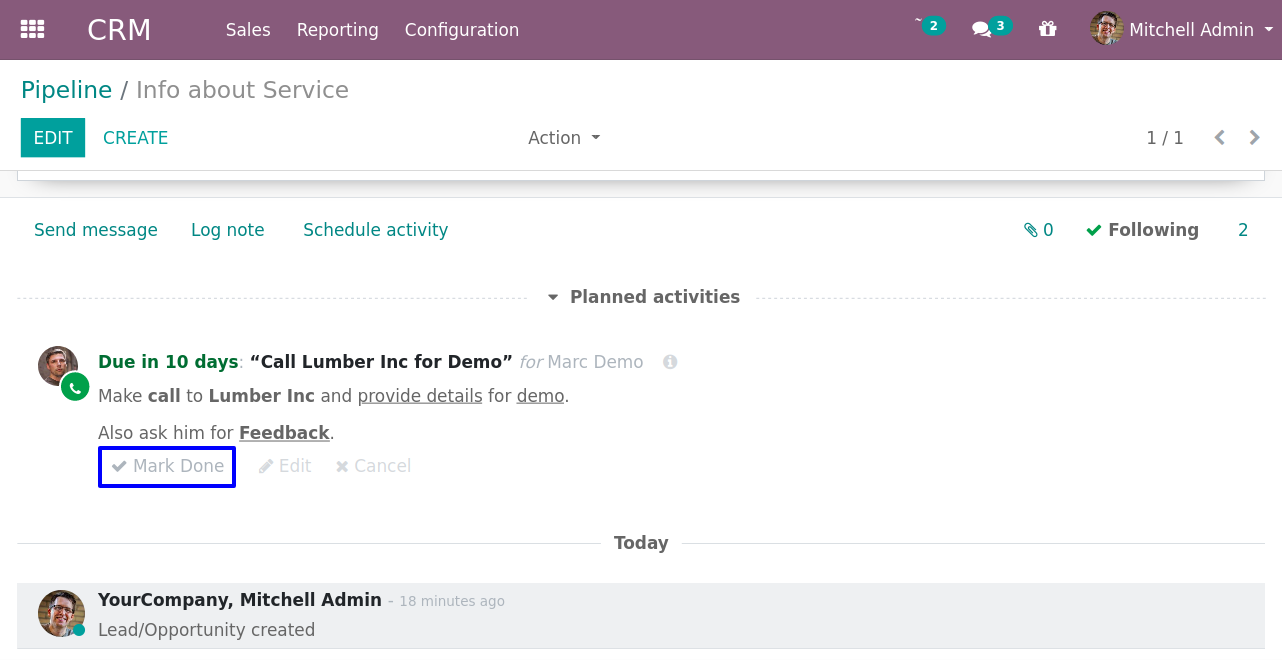 CRM Sales Reporting Configuration 2 3 Mitchell Admin
Pipeline / Info about Service
EDIT CREATE Action 1 / 1
Send message Log note Schedule activity 0 Following 2
Planned activities
Due in 10 days: “Call Lumber Inc for Demo” for Marc Demo
Make call to Lumber Inc and provide details for demo.
Also ask him for Feedback.
Mark Done Edit Cancel
Today
YourCompany, Mitchell Admin - 18 minutes ago
Lead/Opportunity created